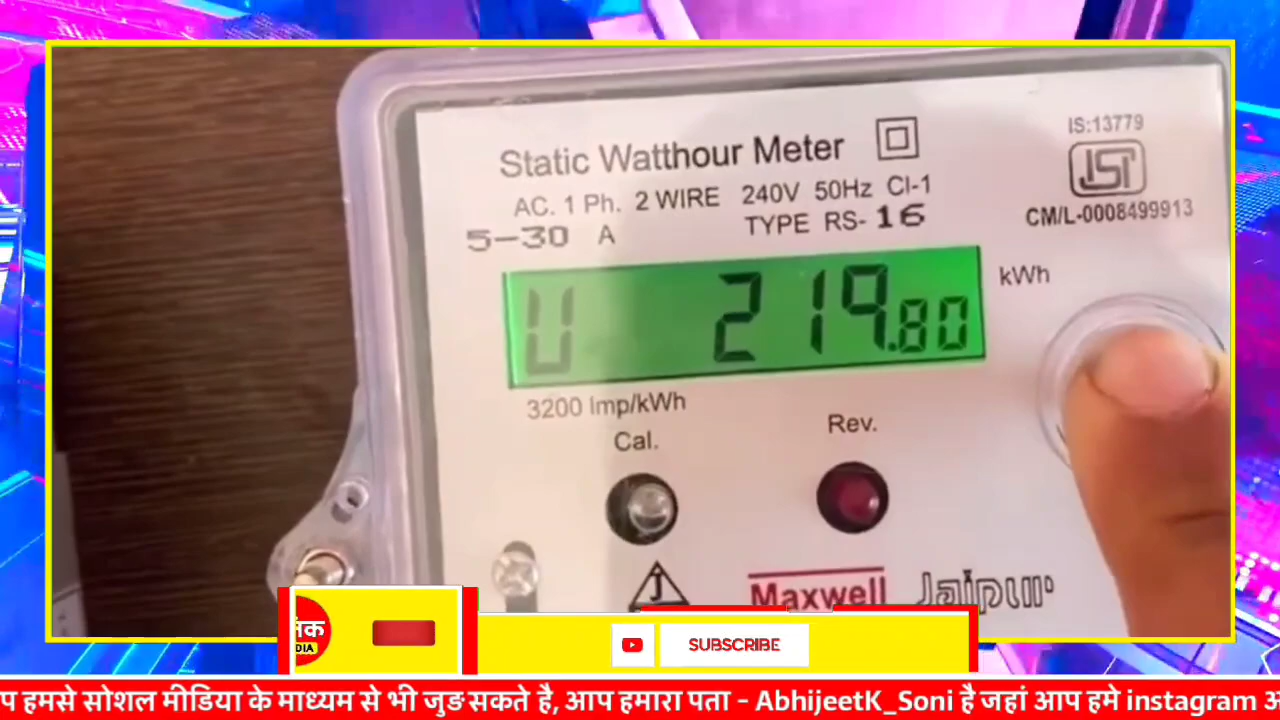 Static Watthour Meter
IS:13779
AC. 1 Ph. 2 WIRE 240V 50Hz Cl-1
5-30 A
TYPE RS-16
CM/L-0008499913
U 219.80
kWh
3200 Imp/kWh
Cal.
Rev.
J
Maxwell Jaipur
SUBSCRIBE
हमसे सोशल मीडिया के माध्यम से भी जुङ सकते है, आप हमारा पता - AbhijeetK_Soni है जहां आप हमे instagram